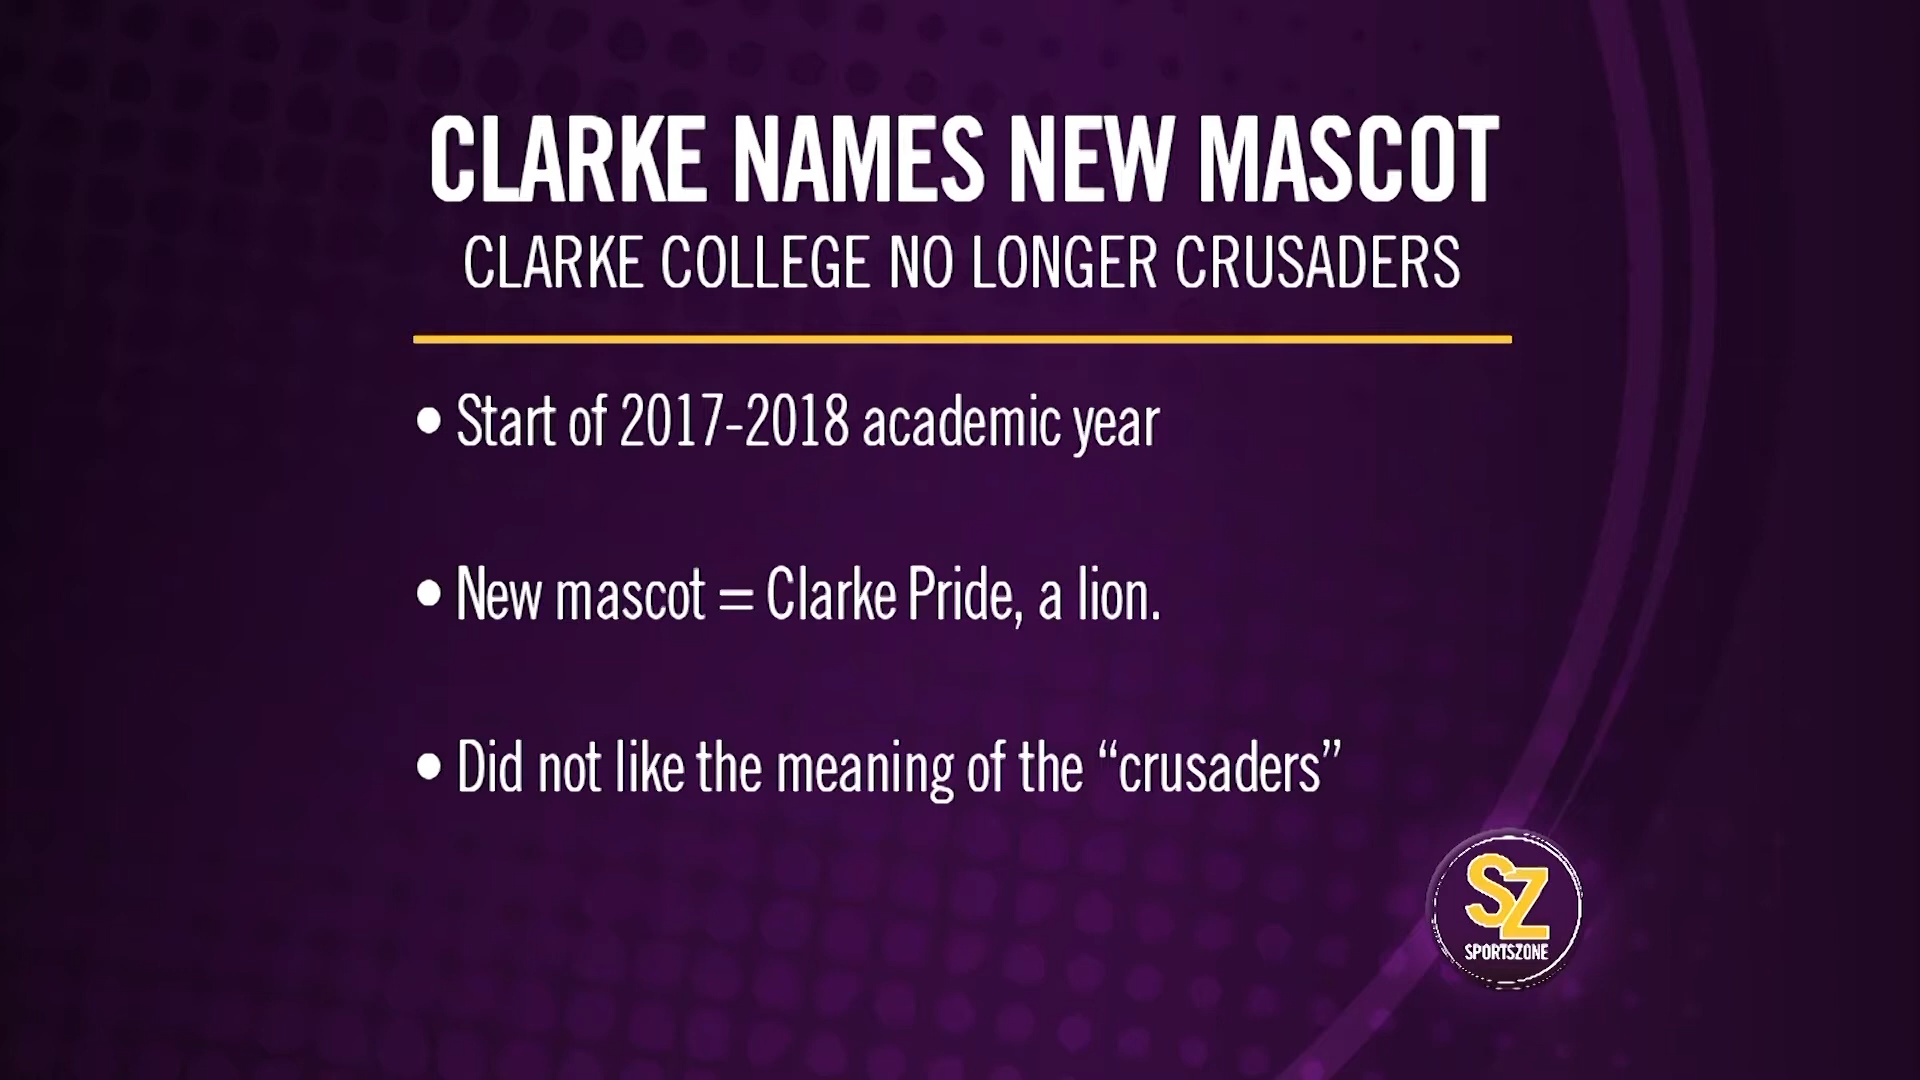 CLARKE NAMES NEW MASCOT
CLARKE COLLEGE NO LONGER CRUSADERS
• Start of 2017-2018 academic year
• New mascot = Clarke Pride, a lion.
• Did not like the meaning of the “crusaders”
SZ
SPORTSZONE